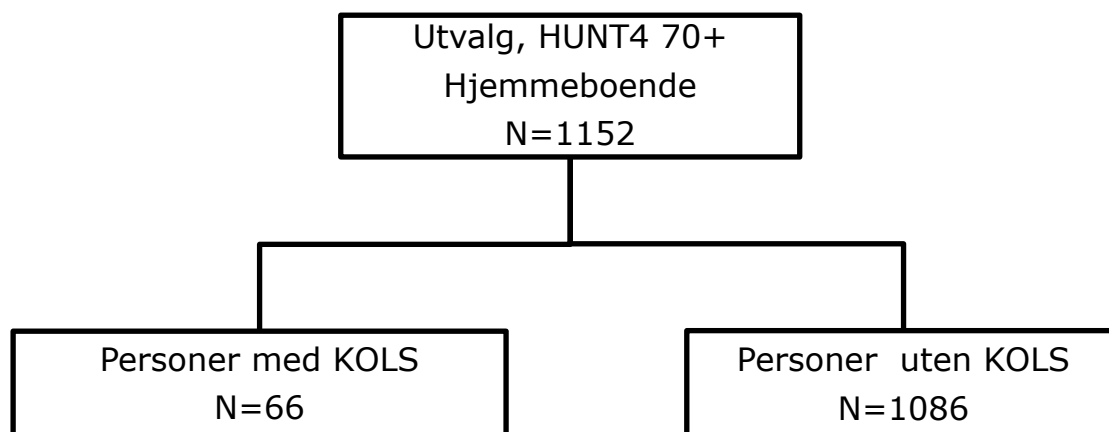 Utvalg, HUNT4 70+
Hjemmeboende
N=1152
Personer med KOLS
N=66
Personer  uten KOLS
N=1086